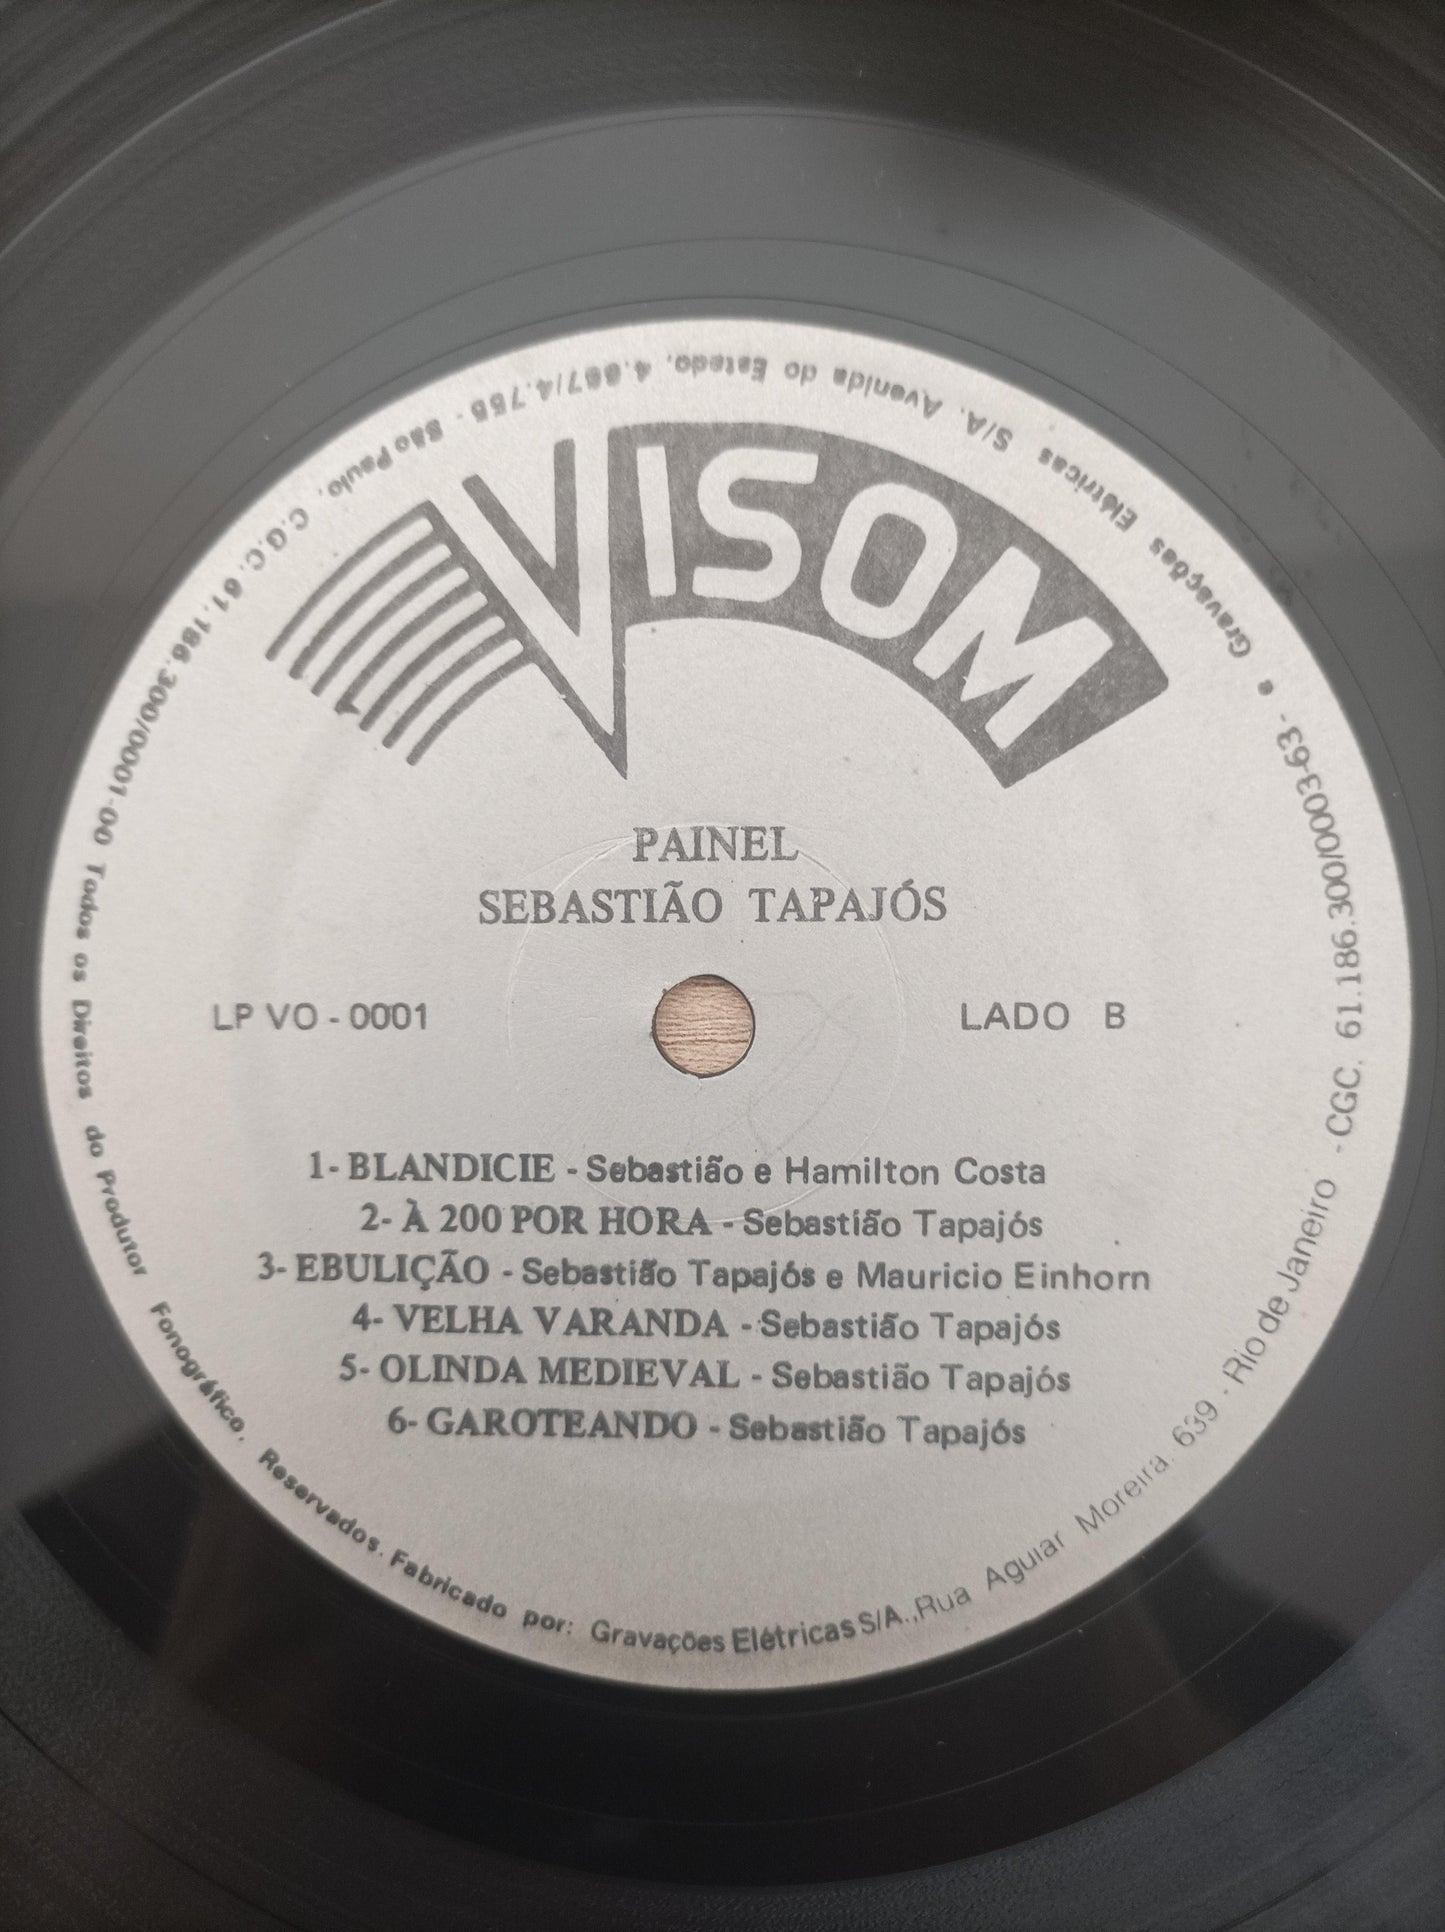 VISOM
PAINEL
SEBASTIÃO TAPAJÓS
LP VO - 0001
LADO B
1- BLANDICIE - Sebastião e Hamilton Costa
2- À 200 POR HORA - Sebastião Tapajós
3- EBULIÇÃO - Sebastião Tapajós e Mauricio Einhorn
4- VELHA VARANDA - Sebastião Tapajós
5- OLINDA MEDIEVAL - Sebastião Tapajós
6- GAROTEANDO - Sebastião Tapajós
Todos os Direitos do Produtor Fonográfico. Reservados. Fabricado por: Gravações Elétricas S/A., Rua Aguiar Moreira. 639 - Rio de Janeiro - CGC. 61.186.300/0003-63 - e Gravações Elétricas S/A. Avenida do Estado, 4.667/4.755 - São Paulo, C.G.C. 61.186.300/0001-00